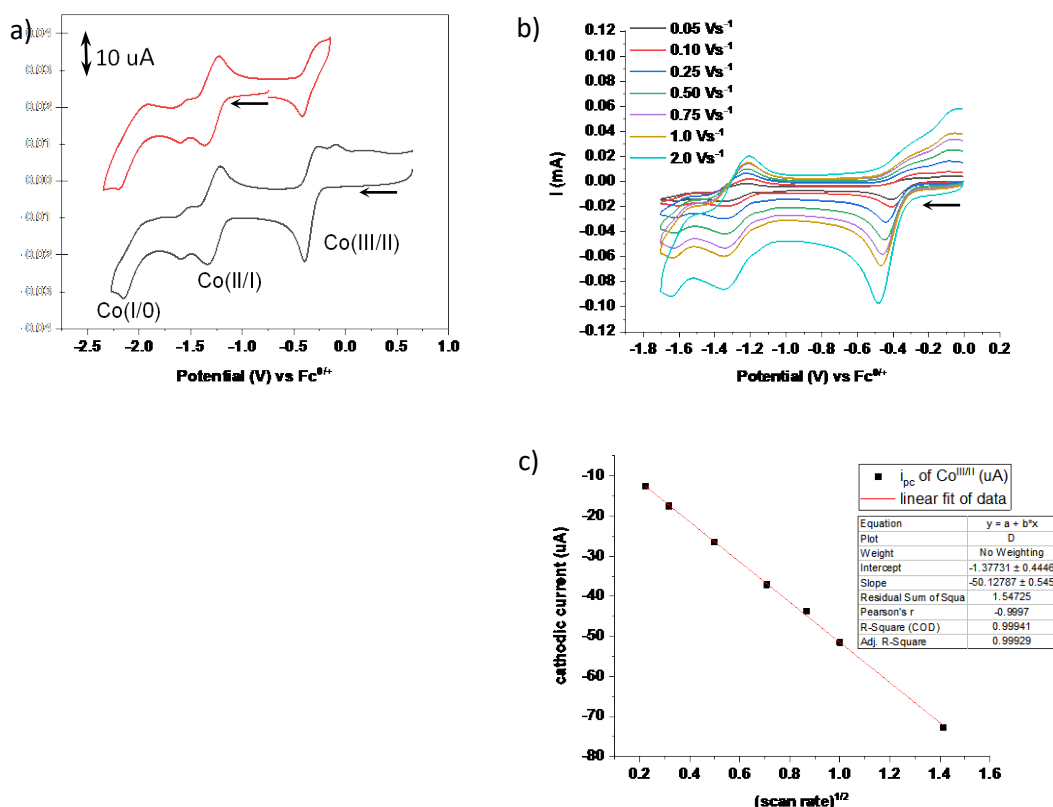 a)
0.04
10 uA
0.03
0.02
0.01
0.00
-0.01
-0.02
-0.03
-0.04
Co(III/II)
Co(II/I)
Co(I/0)
-2.5 -2.0 -1.5 -1.0 -0.5 0.0 0.5 1.0
Potential (V) vs Fc⁰/⁺
b)
I (mA)
0.12
0.10
0.08
0.06
0.04
0.02
0.00
-0.02
-0.04
-0.06
-0.08
-0.10
-0.12
0.05 Vs⁻¹
0.10 Vs⁻¹
0.25 Vs⁻¹
0.50 Vs⁻¹
0.75 Vs⁻¹
1.0 Vs⁻¹
2.0 Vs⁻¹
-1.8 -1.6 -1.4 -1.2 -1.0 -0.8 -0.6 -0.4 -0.2 0.0 0.2
Potential (V) vs Fc⁰/⁺
c)
cathodic current (uA)
-10
-20
-30
-40
-50
-60
-70
-80
i_pc of Co^III/II (uA)
linear fit of data
Equation y = a + b*x
Plot D
Weight No Weighting
Intercept -1.37731 ± 0.4446
Slope -50.12787 ± 0.545
Residual Sum of Squa 1.54725
Pearson's r -0.9997
R-Square (COD) 0.99941
Adj. R-Square 0.99929
0.2 0.4 0.6 0.8 1.0 1.2 1.4 1.6
(scan rate)^1/2